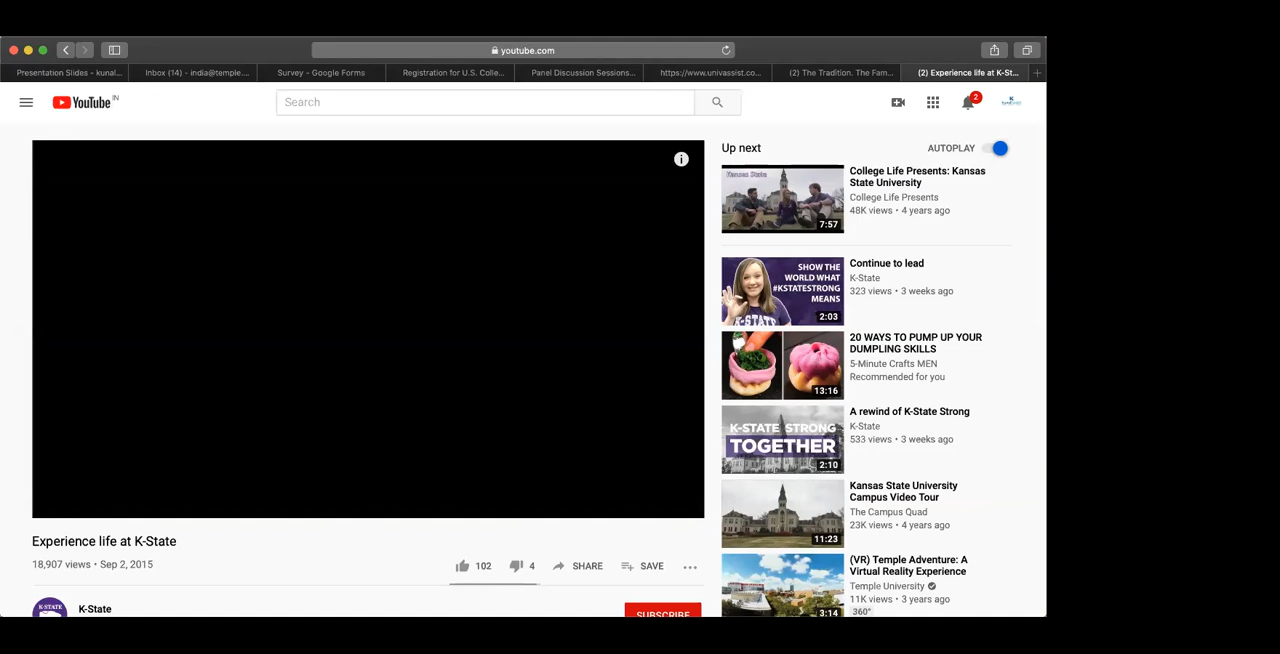 youtube.com
Presentation Slides - kunal...
Inbox (14) - india@temple....
Survey - Google Forms
Registration for U.S. Colle...
Panel Discussion Sessions...
https://www.univassist.co...
(2) The Tradition. The Fam...
(2) Experience life at K-St...
YouTube IN
Search
2
Up next
AUTOPLAY
Kansas State
7:57
College Life Presents: Kansas
State University
College Life Presents
48K views • 4 years ago
SHOW THE
WORLD WHAT
#KSTATESTRONG
MEANS
K-STATE
2:03
Continue to lead
K-State
323 views • 3 weeks ago
13:16
20 WAYS TO PUMP UP YOUR
DUMPLING SKILLS
5-Minute Crafts MEN
Recommended for you
K-STATE STRONG
TOGETHER
2:10
A rewind of K-State Strong
K-State
533 views • 3 weeks ago
11:23
Kansas State University
Campus Video Tour
The Campus Quad
23K views • 4 years ago
3:14
(VR) Temple Adventure: A
Virtual Reality Experience
Temple University
11K views • 3 years ago
360°
Experience life at K-State
18,907 views • Sep 2, 2015
102
4
SHARE
SAVE
K-STATE
K-State
SUBSCRIBE